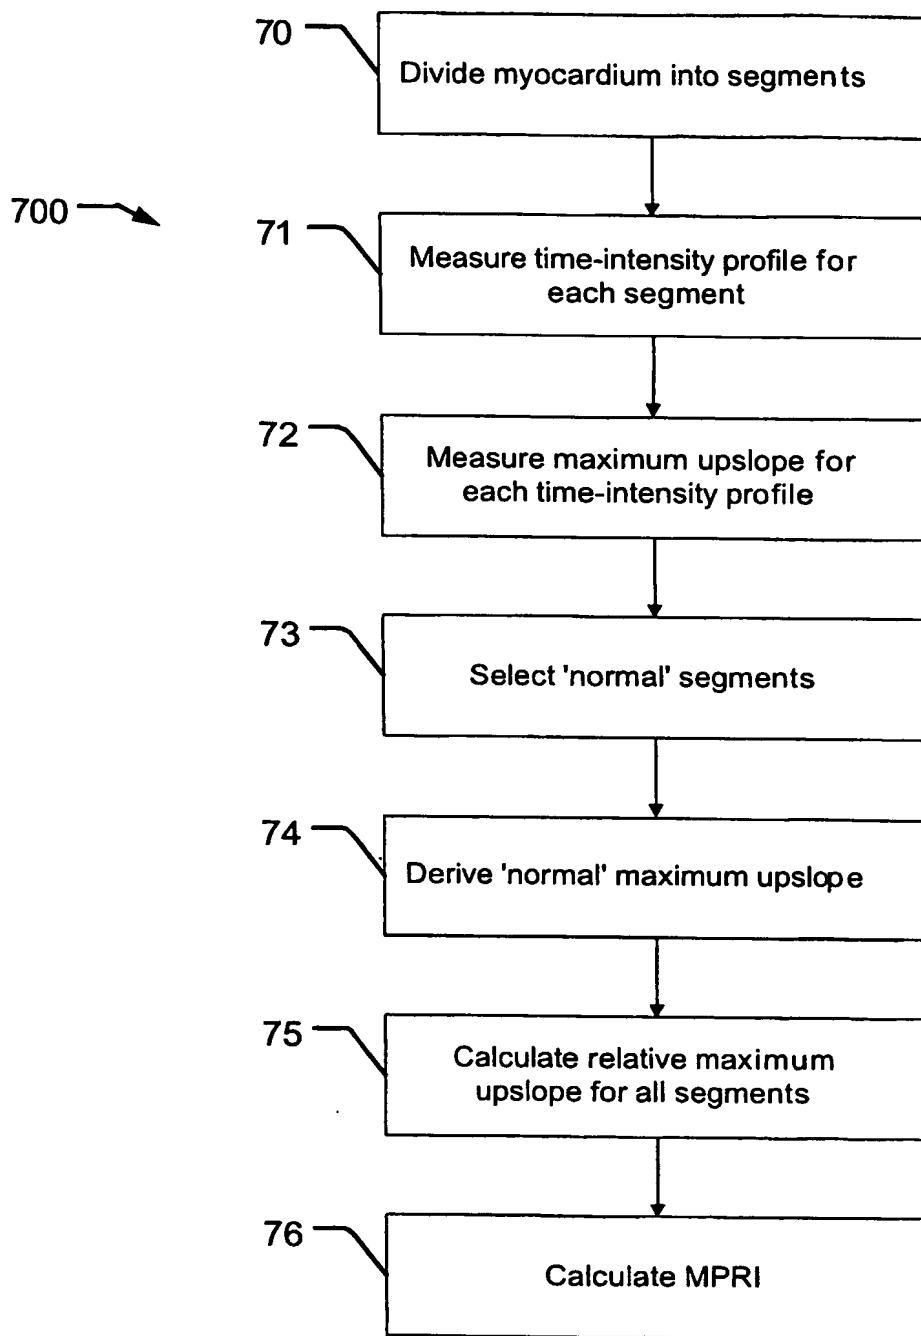 70
Divide myocardium into segments
700
71
Measure time-intensity profile for
each segment
72
Measure maximum upslope for
each time-intensity profile
73
Select 'normal' segments
74
Derive 'normal' maximum upslope
75
Calculate relative maximum
upslope for all segments
76
Calculate MPRI